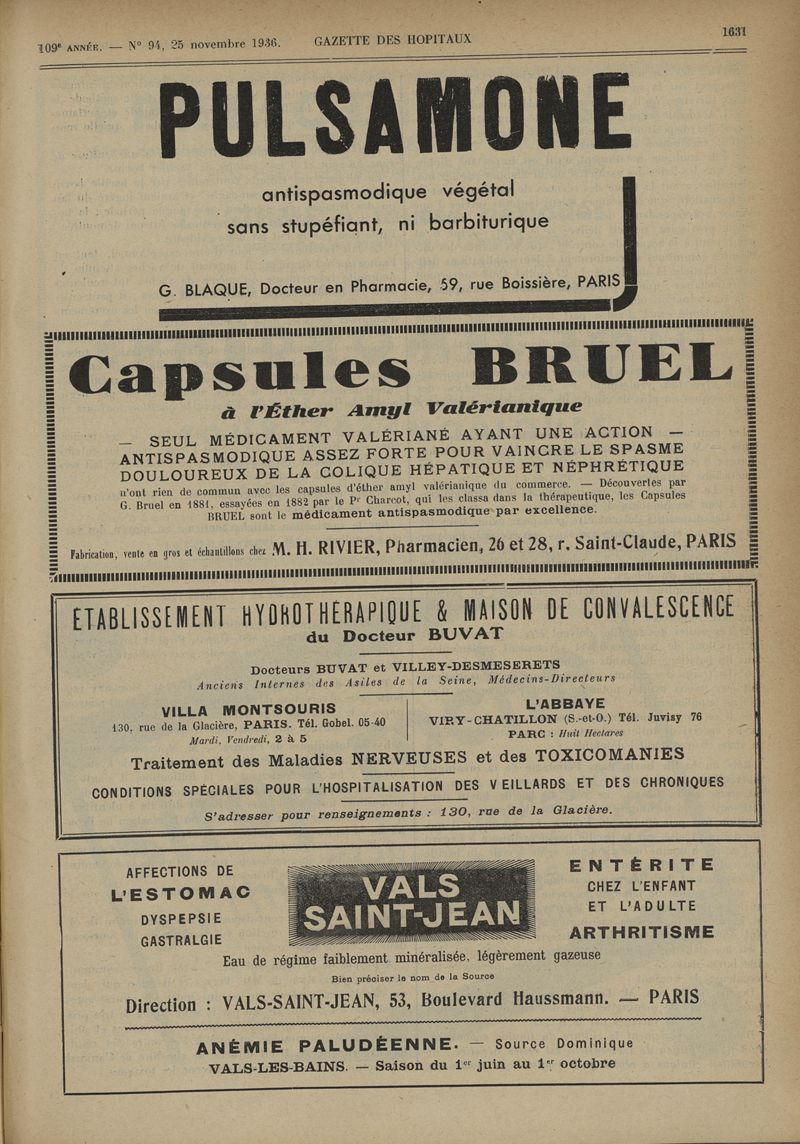 109e ANNÉE. — N° 94, 25 novembre 1936. GAZETTE DES HOPITAUX 1631
PULSAMONE
antispasmodique végétal
sans stupéfiant, ni barbiturique
G. BLAQUE, Docteur en Pharmacie, 59, rue Boissière, PARIS
Capsules BRUEL
à l'Éther Amyl Valérianique
— SEUL MÉDICAMENT VALÉRIANÉ AYANT UNE ACTION —
ANTISPASMODIQUE ASSEZ FORTE POUR VAINCRE LE SPASME
DOULOUREUX DE LA COLIQUE HÉPATIQUE ET NÉPHRÉTIQUE
n'ont rien de commun avec les capsules d'éther amyl valérianique du commerce. — Découvertes par
G. Bruel en 1881, essayées en 1882 par le Pr Charcot, qui les classa dans la thérapeutique, les Capsules
BRUEL sont le médicament antispasmodique par excellence.
Fabrication, vente en gros et échantillons chez M. H. RIVIER, Pharmacien, 26 et 28, r. Saint-Claude, PARIS
ÉTABLISSEMENT HYDROTHÉRAPIQUE & MAISON DE CONVALESCENCE
du Docteur BUVAT
Docteurs BUVAT et VILLEY-DESMESERETS
Anciens Internes des Asiles de la Seine, Médecins-Directeurs
VILLA MONTSOURIS
130, rue de la Glacière, PARIS. Tél. Gobel. 05-40
Mardi, Vendredi, 2 à 5
L'ABBAYE
VIRY-CHATILLON (S.-et-O.) Tél. Juvisy 76
PARC : Huit Hectares
Traitement des Maladies NERVEUSES et des TOXICOMANIES
CONDITIONS SPÉCIALES POUR L'HOSPITALISATION DES VEILLARDS ET DES CHRONIQUES
S'adresser pour renseignements : 130, rue de la Glacière.
AFFECTIONS DE
L'ESTOMAC
DYSPEPSIE
GASTRALGIE
VALS
SAINT-JEAN
ENTÉRITE
CHEZ L'ENFANT
ET L'ADULTE
ARTHRITISME
Eau de régime faiblement minéralisée, légèrement gazeuse
Bien préciser le nom de la Source
Direction : VALS-SAINT-JEAN, 53, Boulevard Haussmann. — PARIS
ANÉMIE PALUDÉENNE. — Source Dominique
VALS-LES-BAINS. — Saison du 1er juin au 1er octobre